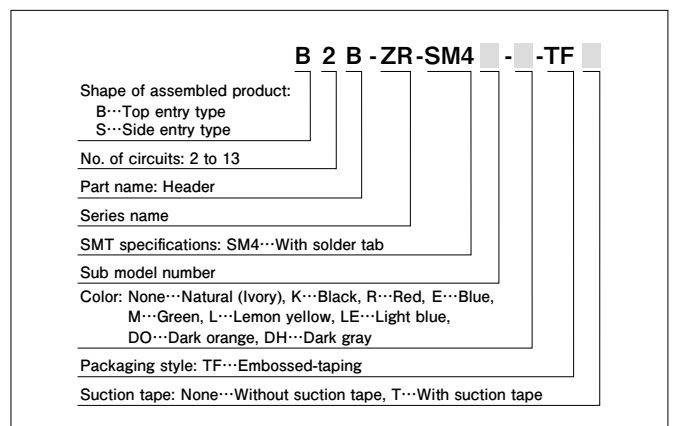 B 2 B - ZR - SM4 - - TF
Shape of assembled product:
B···Top entry type
S···Side entry type
No. of circuits: 2 to 13
Part name: Header
Series name
SMT specifications: SM4···With solder tab
Sub model number
Color: None···Natural (Ivory), K···Black, R···Red, E···Blue,
M···Green, L···Lemon yellow, LE···Light blue,
DO···Dark orange, DH···Dark gray
Packaging style: TF···Embossed-taping
Suction tape: None···Without suction tape, T···With suction tape